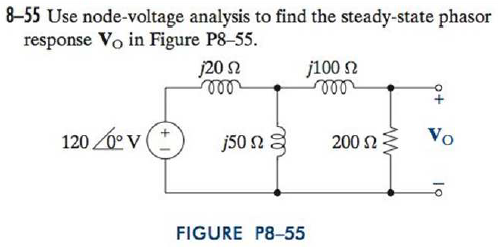 8–55 Use node-voltage analysis to find the steady-state phasor
response V_O in Figure P8–55.
j20 Ω
j100 Ω
+
120 ∠0° V
+
–
j50 Ω
200 Ω
V_O
–
FIGURE P8–55